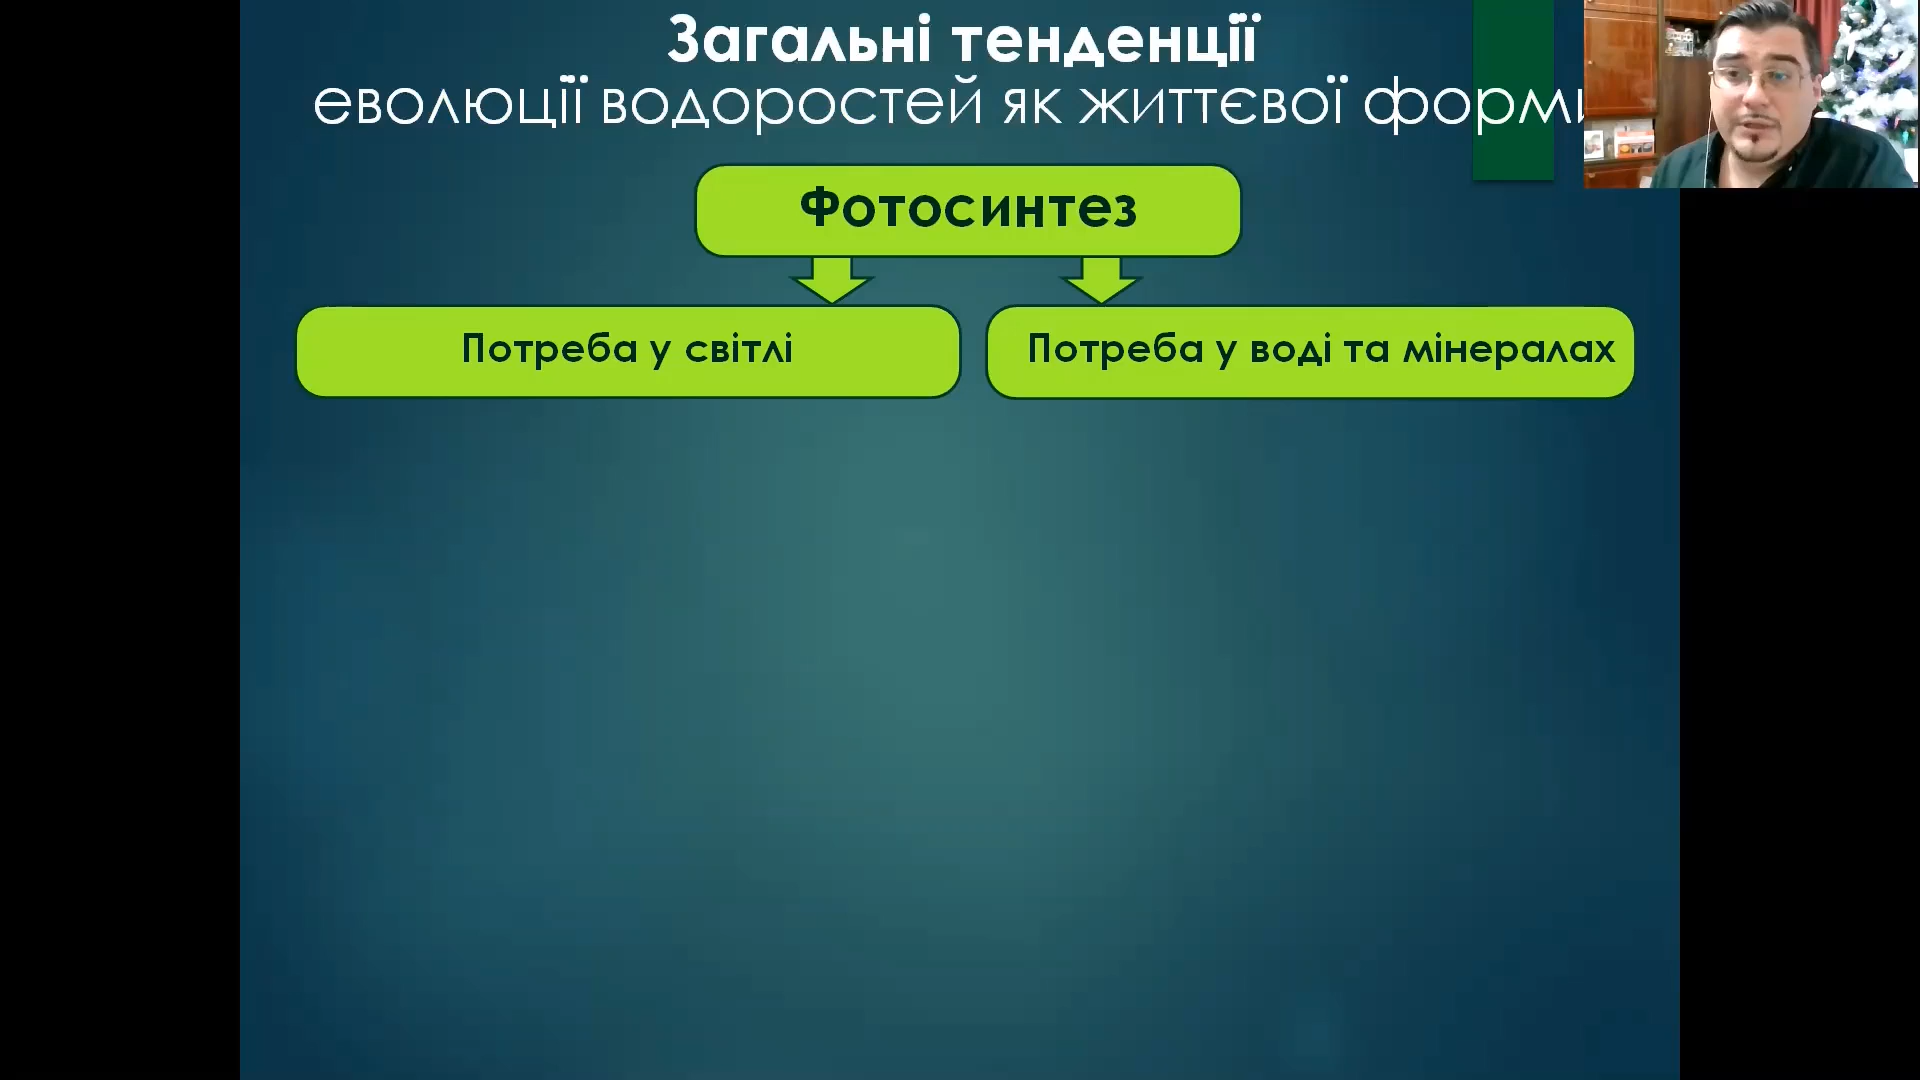 Загальні тенденції
еволюції водоростей як життєвої форми
Фотосинтез
Потреба у світлі
Потреба у воді та мінералах